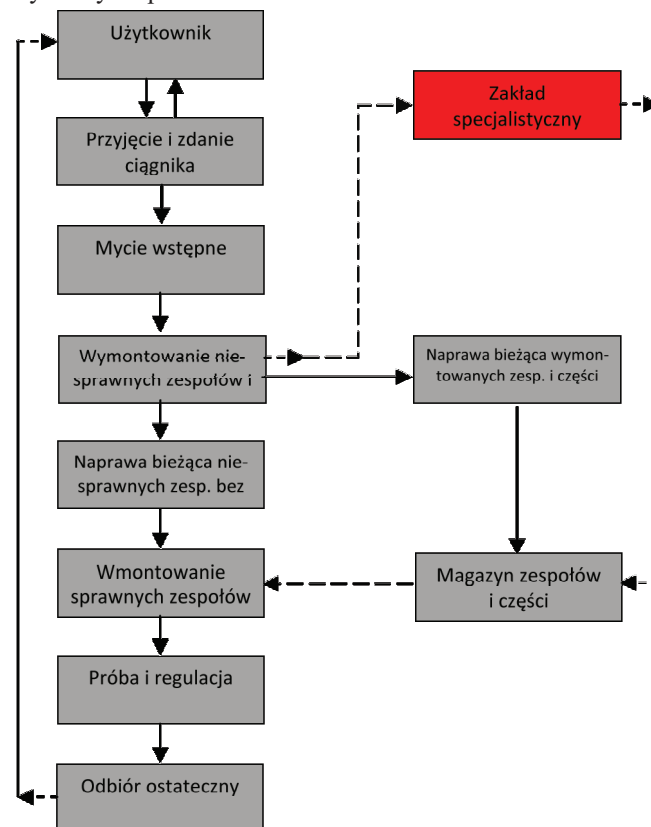 Użytkownik
Zakład
specjalistyczny
Przyjęcie i zdanie
ciągnika
Mycie wstępne
Wymontowanie nie-
sprawnych zespołów i
Naprawa bieżąca wymon-
towanych zesp. i części
Naprawa bieżąca nie-
sprawnych zesp. bez
Wmontowanie
sprawnych zespołów
Magazyn zespołów
i części
Próba i regulacja
Odbiór ostateczny